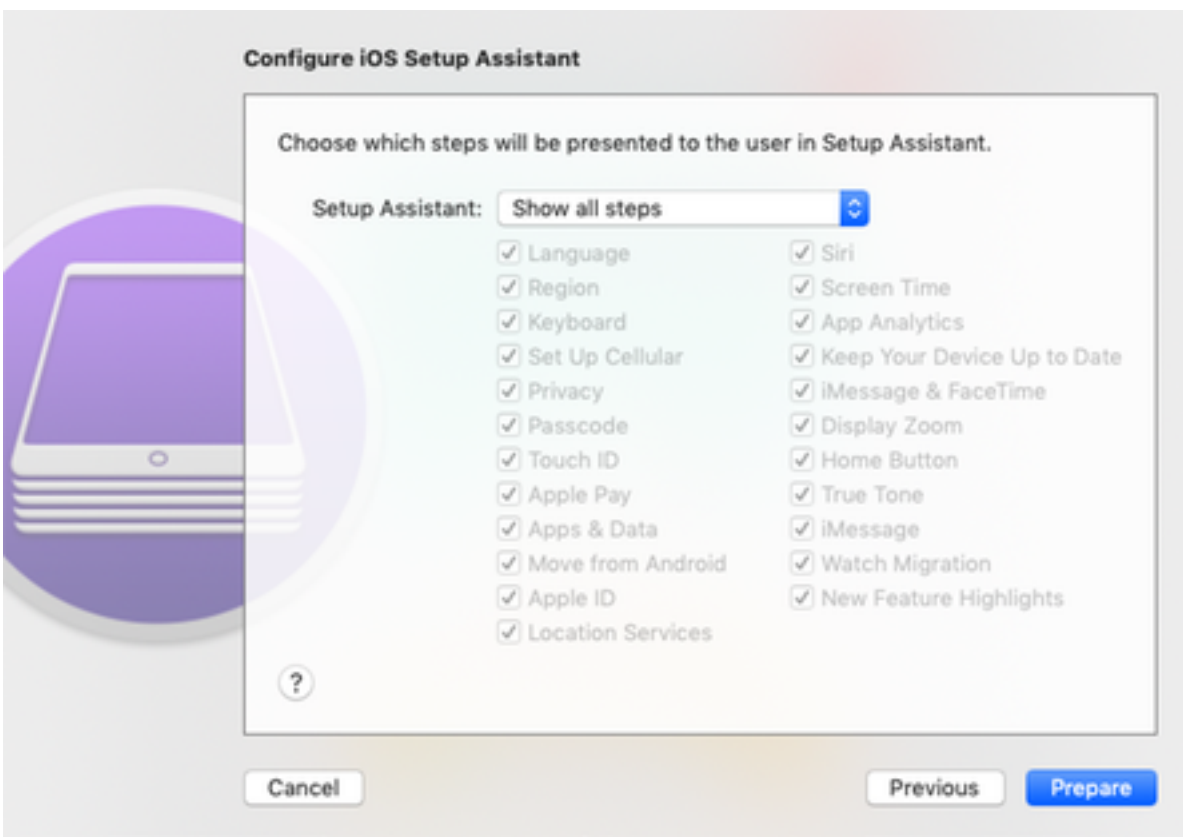 Configure iOS Setup Assistant
Choose which steps will be presented to the user in Setup Assistant.
Setup Assistant: Show all steps
Language
Region
Keyboard
Set Up Cellular
Privacy
Passcode
Touch ID
Apple Pay
Apps & Data
Move from Android
Apple ID
Location Services
Siri
Screen Time
App Analytics
Keep Your Device Up to Date
iMessage & FaceTime
Display Zoom
Home Button
True Tone
iMessage
Watch Migration
New Feature Highlights
?
Cancel
Previous
Prepare